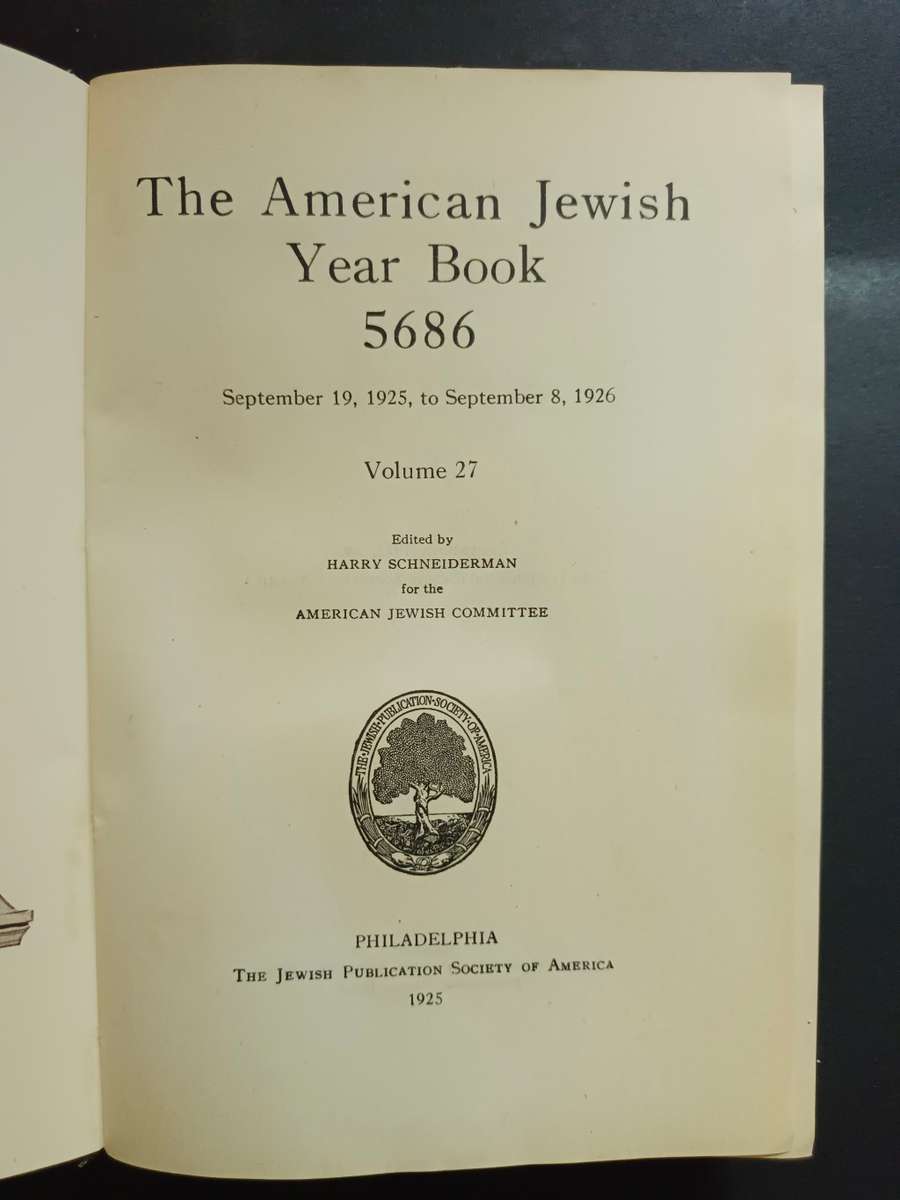 The American Jewish
Year Book
5686
September 19, 1925, to September 8, 1926
Volume 27
Edited by
HARRY SCHNEIDERMAN
for the
AMERICAN JEWISH COMMITTEE
·THE·JEWISH·PUBLICATION·SOCIETY·OF·AMERICA·
PHILADELPHIA
THE JEWISH PUBLICATION SOCIETY OF AMERICA
1925